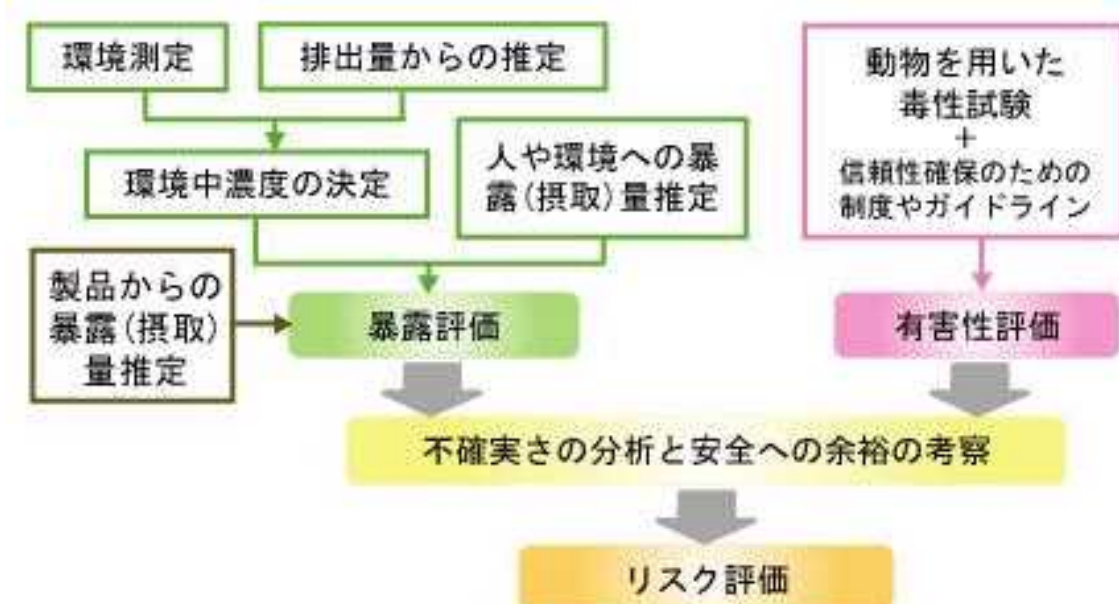 環境測定
排出量からの推定
動物を用いた
毒性試験
+
信頼性確保のための
制度やガイドライン
環境中濃度の決定
人や環境への暴
露(摂取)量推定
製品からの
暴露(摂取)
量推定
暴露評価
有害性評価
不確実さの分析と安全への余裕の考察
リスク評価